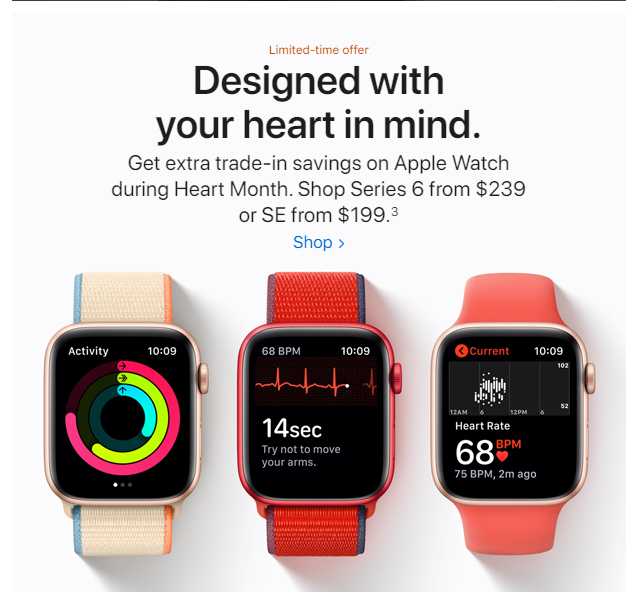 Limited-time offer
Designed with
your heart in mind.
Get extra trade-in savings on Apple Watch
during Heart Month. Shop Series 6 from $239
or SE from $199.3
Shop >
Activity 10:09
68 BPM 10:09
14sec
Try not to move
your arms.
Current 10:09
102
52
12AM 6 12PM 6
Heart Rate
68 BPM
75 BPM, 2m ago